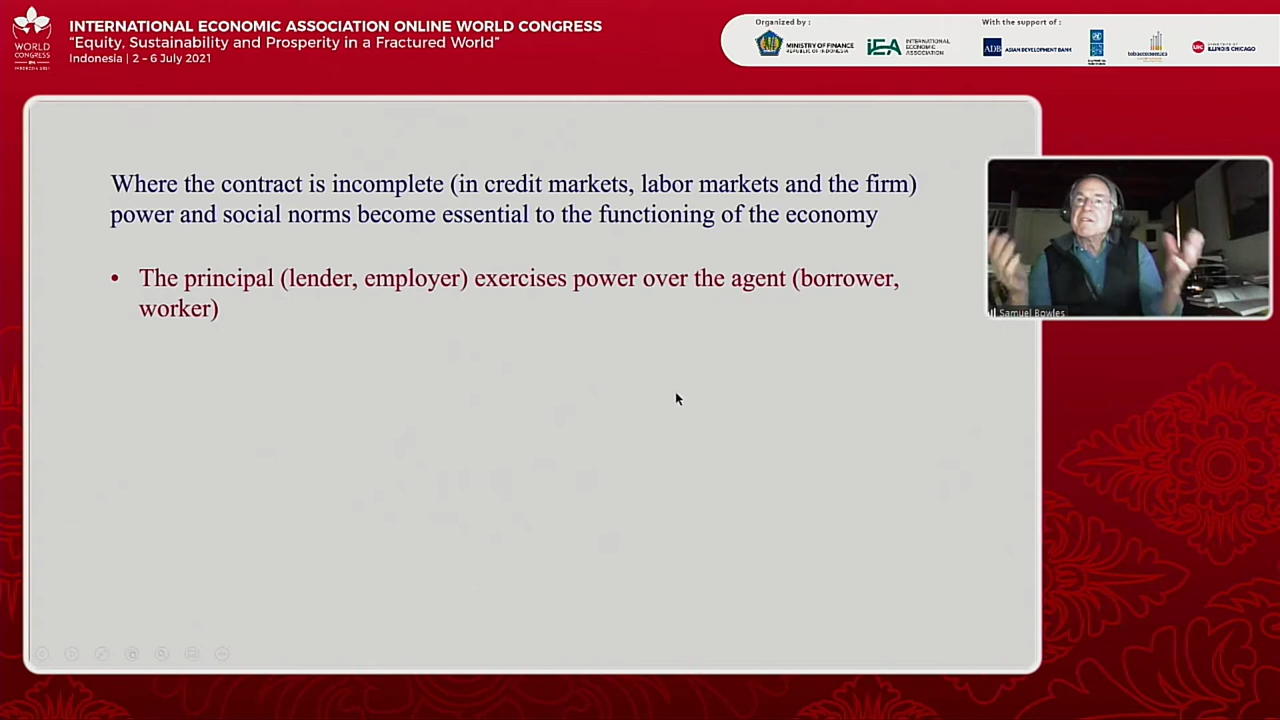 INTERNATIONAL ECONOMIC ASSOCIATION ONLINE WORLD CONGRESS
"Equity, Sustainability and Prosperity in a Fractured World"
Indonesia | 2 – 6 July 2021
WORLD
CONGRESS
Organized by :
MINISTRY OF FINANCE
REPUBLIC OF INDONESIA
iEA
INTERNATIONAL
ECONOMIC
ASSOCIATION
With the support of :
ADB
ASIAN DEVELOPMENT BANK
tobacconomics
UIC
ILLINOIS CHICAGO
Where the contract is incomplete (in credit markets, labor markets and the firm)
power and social norms become essential to the functioning of the economy
• The principal (lender, employer) exercises power over the agent (borrower,
worker)
Samuel Bowles